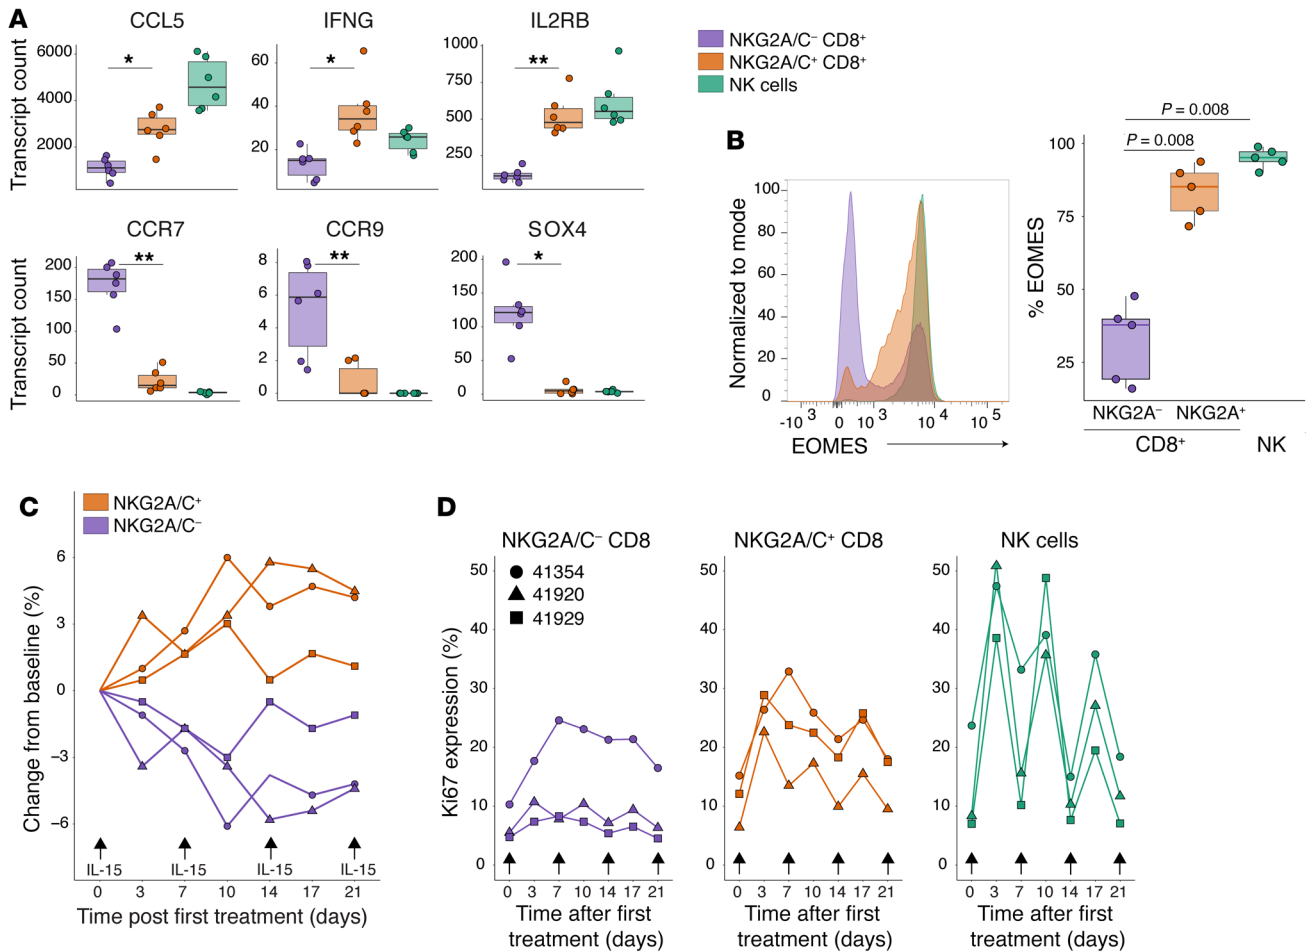 A
CCL5
IFNG
IL2RB
Transcript count
6000
4000
2000
*
60
40
20
*
1000
750
500
250
**
NKG2A/C⁻ CD8⁺
NKG2A/C⁺ CD8⁺
NK cells
CCR7
CCR9
SOX4
Transcript count
200
150
100
50
0
**
8
6
4
2
0
**
200
150
100
50
0
*
B
Normalized to mode
100
80
60
40
20
0
-10³ 0 10³ 10⁴ 10⁵
EOMES
P = 0.008
P = 0.008
% EOMES
100
75
50
25
NKG2A⁻ NKG2A⁺
CD8⁺ NK
C
NKG2A/C⁺
NKG2A/C⁻
Change from baseline (%)
6
3
0
−3
−6
IL-15 IL-15 IL-15 IL-15
0 3 7 10 14 17 21
Time post first treatment (days)
D
NKG2A/C⁻ CD8
NKG2A/C⁺ CD8
NK cells
41354
41920
41929
Ki67 expression (%)
50
40
30
20
10
0
0 3 7 10 14 17 21
Time after first
treatment (days)
50
40
30
20
10
0
0 3 7 10 14 17 21
Time after first
treatment (days)
50
40
30
20
10
0
0 3 7 10 14 17 21
Time after first
treatment (days)